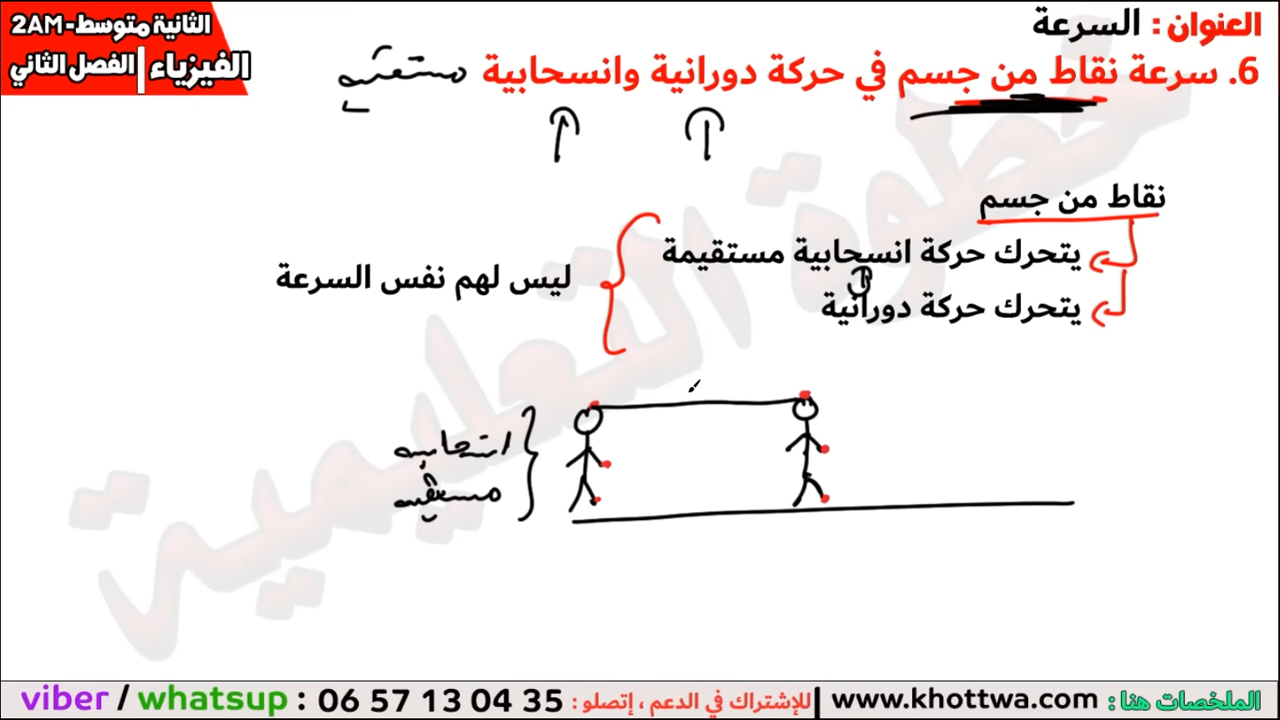 العنوان : السرعة
الثانية متوسط-2AM
الفيزياء | الفصل الثاني
6. سرعة نقاط من جسم في حركة دورانية وانسحابية مستقيمة
نقاط من جسم
يتحرك حركة انسحابية مستقيمة
يتحرك حركة دورانية
ليس لهم نفس السرعة
انسحابية
مستقيمة
خطوة التعليمية
الملخصات هنا : www.khottwa.com | للإشتراك في الدعم ، إتصلو : viber / whatsup : 06 57 13 04 35